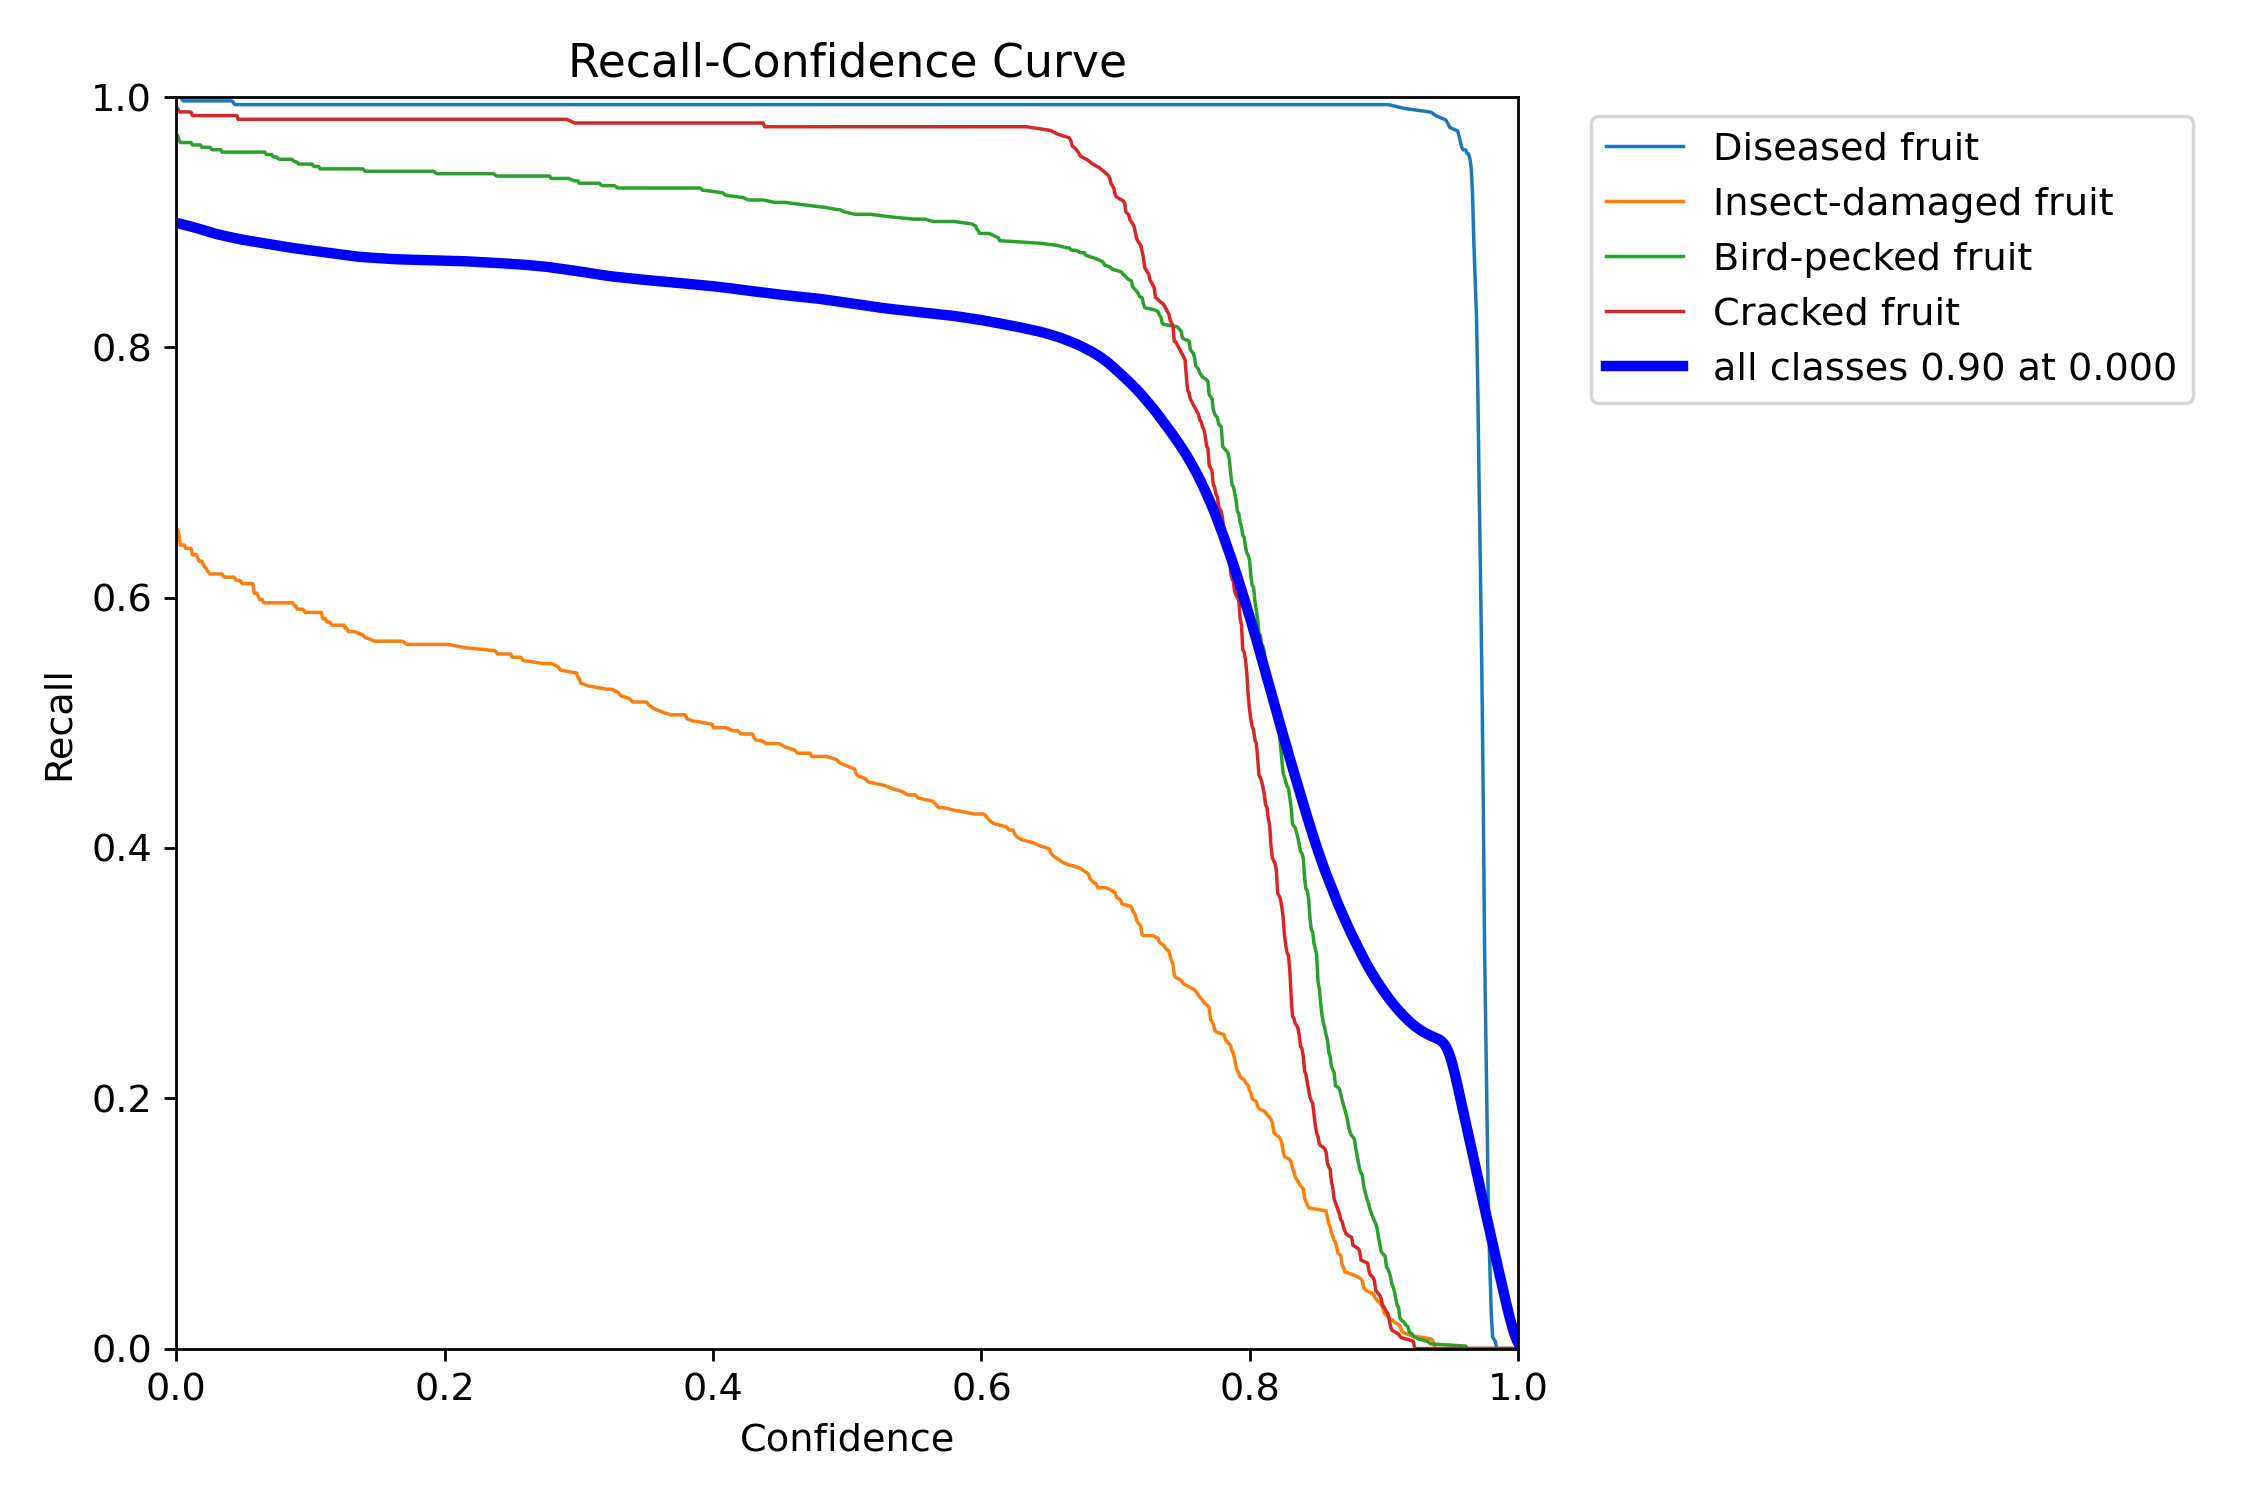 Recall-Confidence Curve
1.0
0.8
0.6
0.4
0.2
0.0
Recall
0.0 0.2 0.4 0.6 0.8 1.0
Confidence
Diseased fruit
Insect-damaged fruit
Bird-pecked fruit
Cracked fruit
all classes 0.90 at 0.000